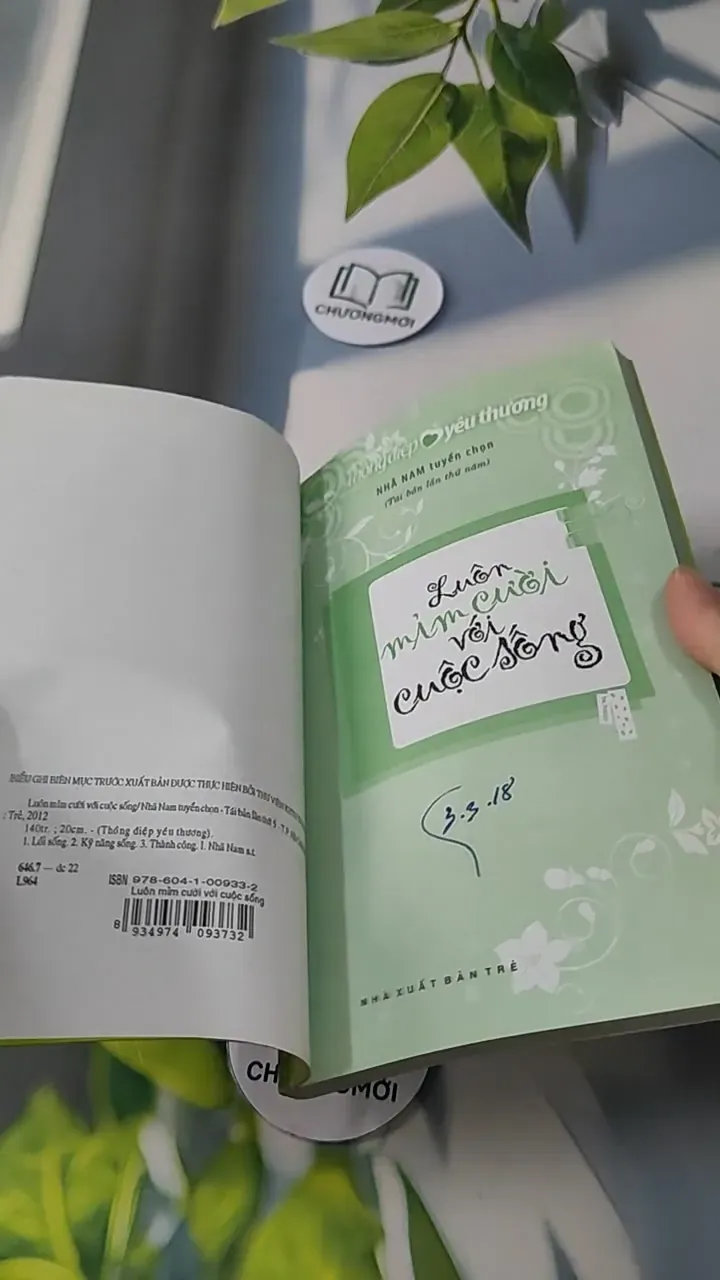 CHƯƠNGMỚI
Thông điệp yêu thương
NHÃ NAM tuyển chọn
(Tái bản lần thứ năm)
Luôn
mỉm cười
với
cuộc sống
3.3.18
NHÀ XUẤT BẢN TRẺ
BIỂU GHI BIÊN MỤC TRƯỚC XUẤT BẢN ĐƯỢC THỰC HIỆN BỞI THƯ VIỆN
Luôn mỉm cười với cuộc sống / Nhã Nam tuyển chọn - Tái bản lần thứ 5 - T.P.
: Trẻ, 2012
140tr. ; 20cm. - (Thông điệp yêu thương).
1. Lối sống. 2. Kỹ năng sống. 3. Thành công. I. Nhã Nam s.t.
646.7 — dc 22
L964
ISBN 978-604-1-00933-2
Luôn mỉm cười với cuộc sống
8 934974 093732
CH MỚI